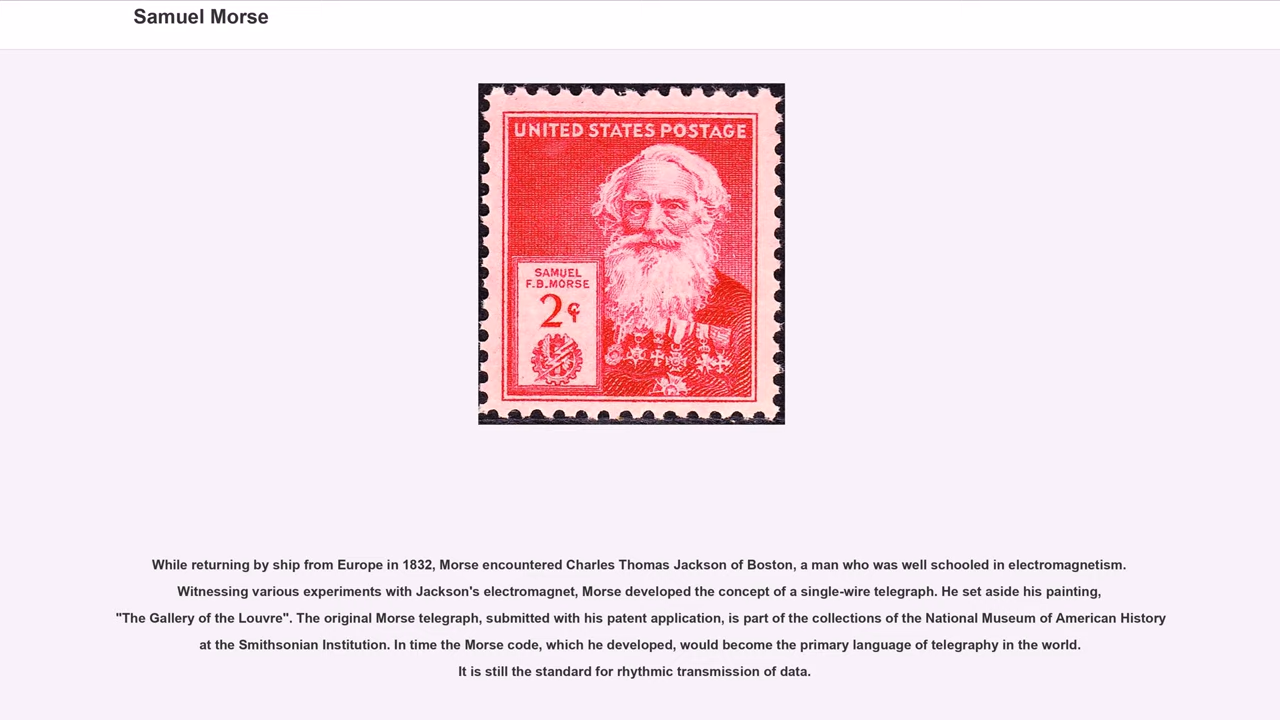 Samuel Morse
UNITED STATES POSTAGE
SAMUEL
F.B.MORSE
2¢
While returning by ship from Europe in 1832, Morse encountered Charles Thomas Jackson of Boston, a man who was well schooled in electromagnetism.
Witnessing various experiments with Jackson's electromagnet, Morse developed the concept of a single-wire telegraph. He set aside his painting,
"The Gallery of the Louvre". The original Morse telegraph, submitted with his patent application, is part of the collections of the National Museum of American History
at the Smithsonian Institution. In time the Morse code, which he developed, would become the primary language of telegraphy in the world.
It is still the standard for rhythmic transmission of data.